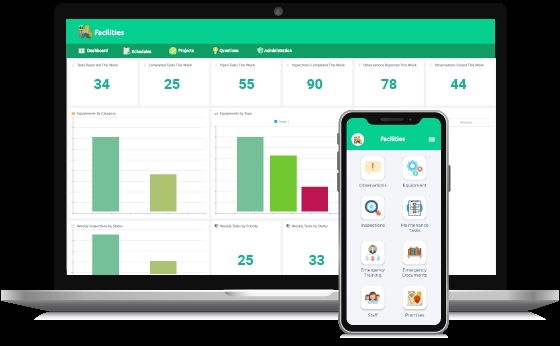 Facilities
Dashboard Schedules Projects Questions Administration
Tasks Reported This Week Completed Tasks This Week Open Tasks This Week Inspections Completed This Week Observations Reported This Week Observations Closed This Week
34 25 55 90 78 44
Equipments By Category Equipments by Type
Weekly Inspections by Status Weekly Tasks by Priority Weekly Tasks by Status
25 33
Facilities
Observations Equipment
Inspections Maintenance
Tasks
Emergency Emergency
Training Documents
Staff Premises